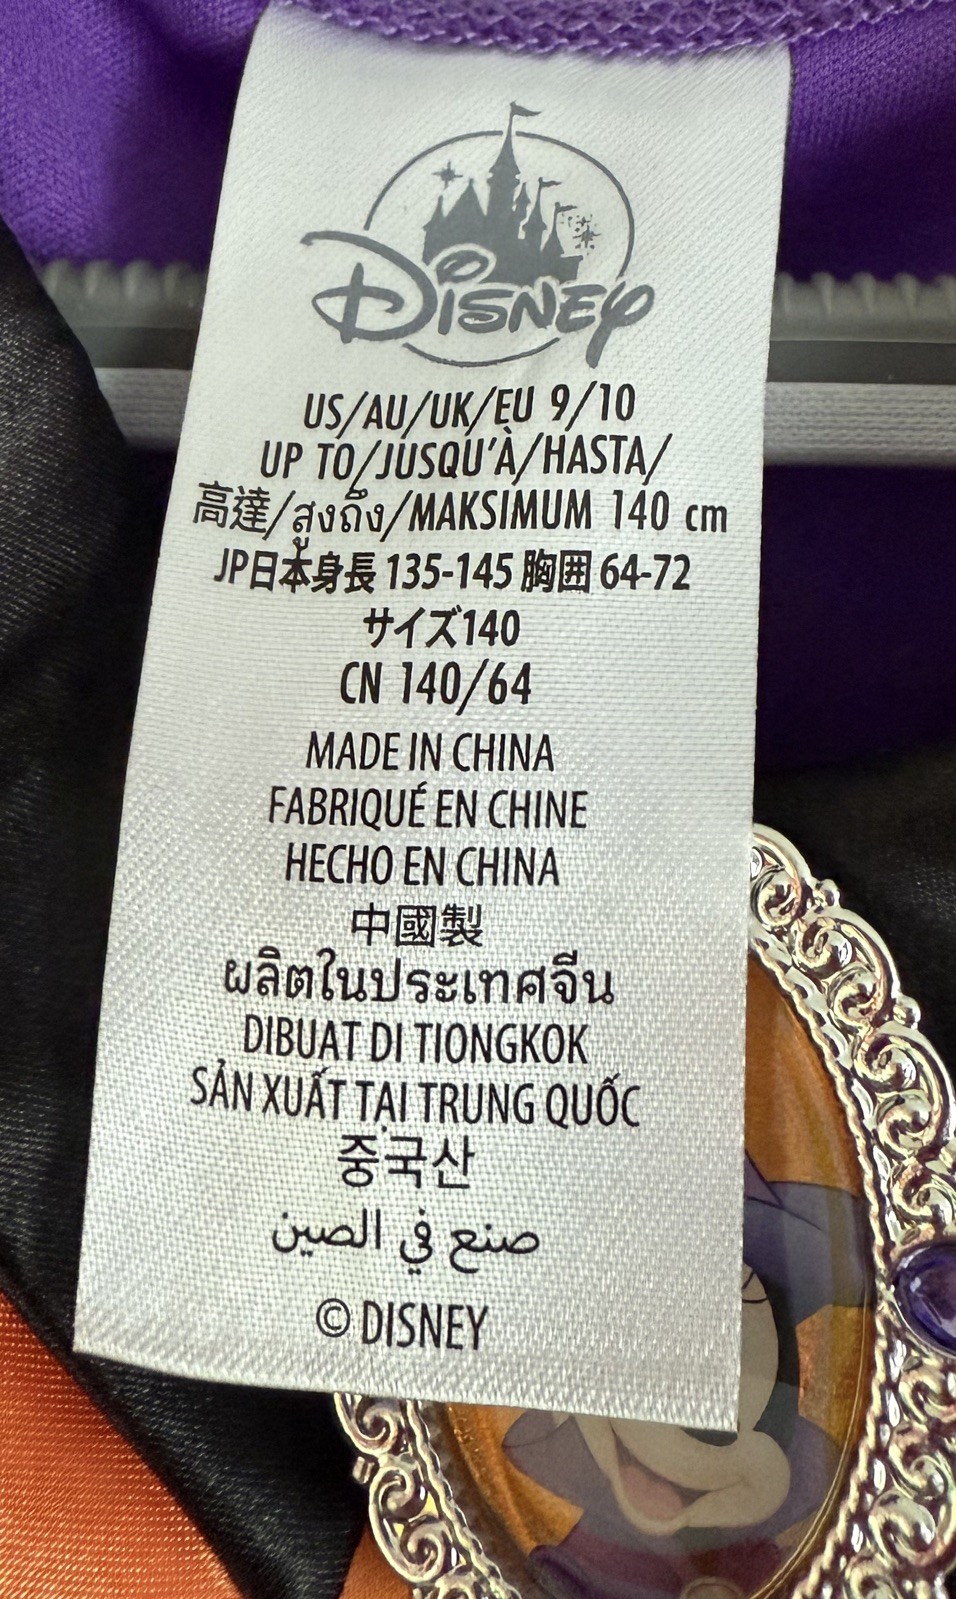 DISNEY
US/AU/UK/EU 9/10
UP TO/JUSQU'À/HASTA/
高達/สูงถึง/MAKSIMUM 140 cm
JP日本身長 135-145 胸囲 64-72
サイズ140
CN 140/64
MADE IN CHINA
FABRIQUÉ EN CHINE
HECHO EN CHINA
中國製
ผลิตในประเทศจีน
DIBUAT DI TIONGKOK
SẢN XUẤT TẠI TRUNG QUỐC
중국산
صنع في الصين
© DISNEY